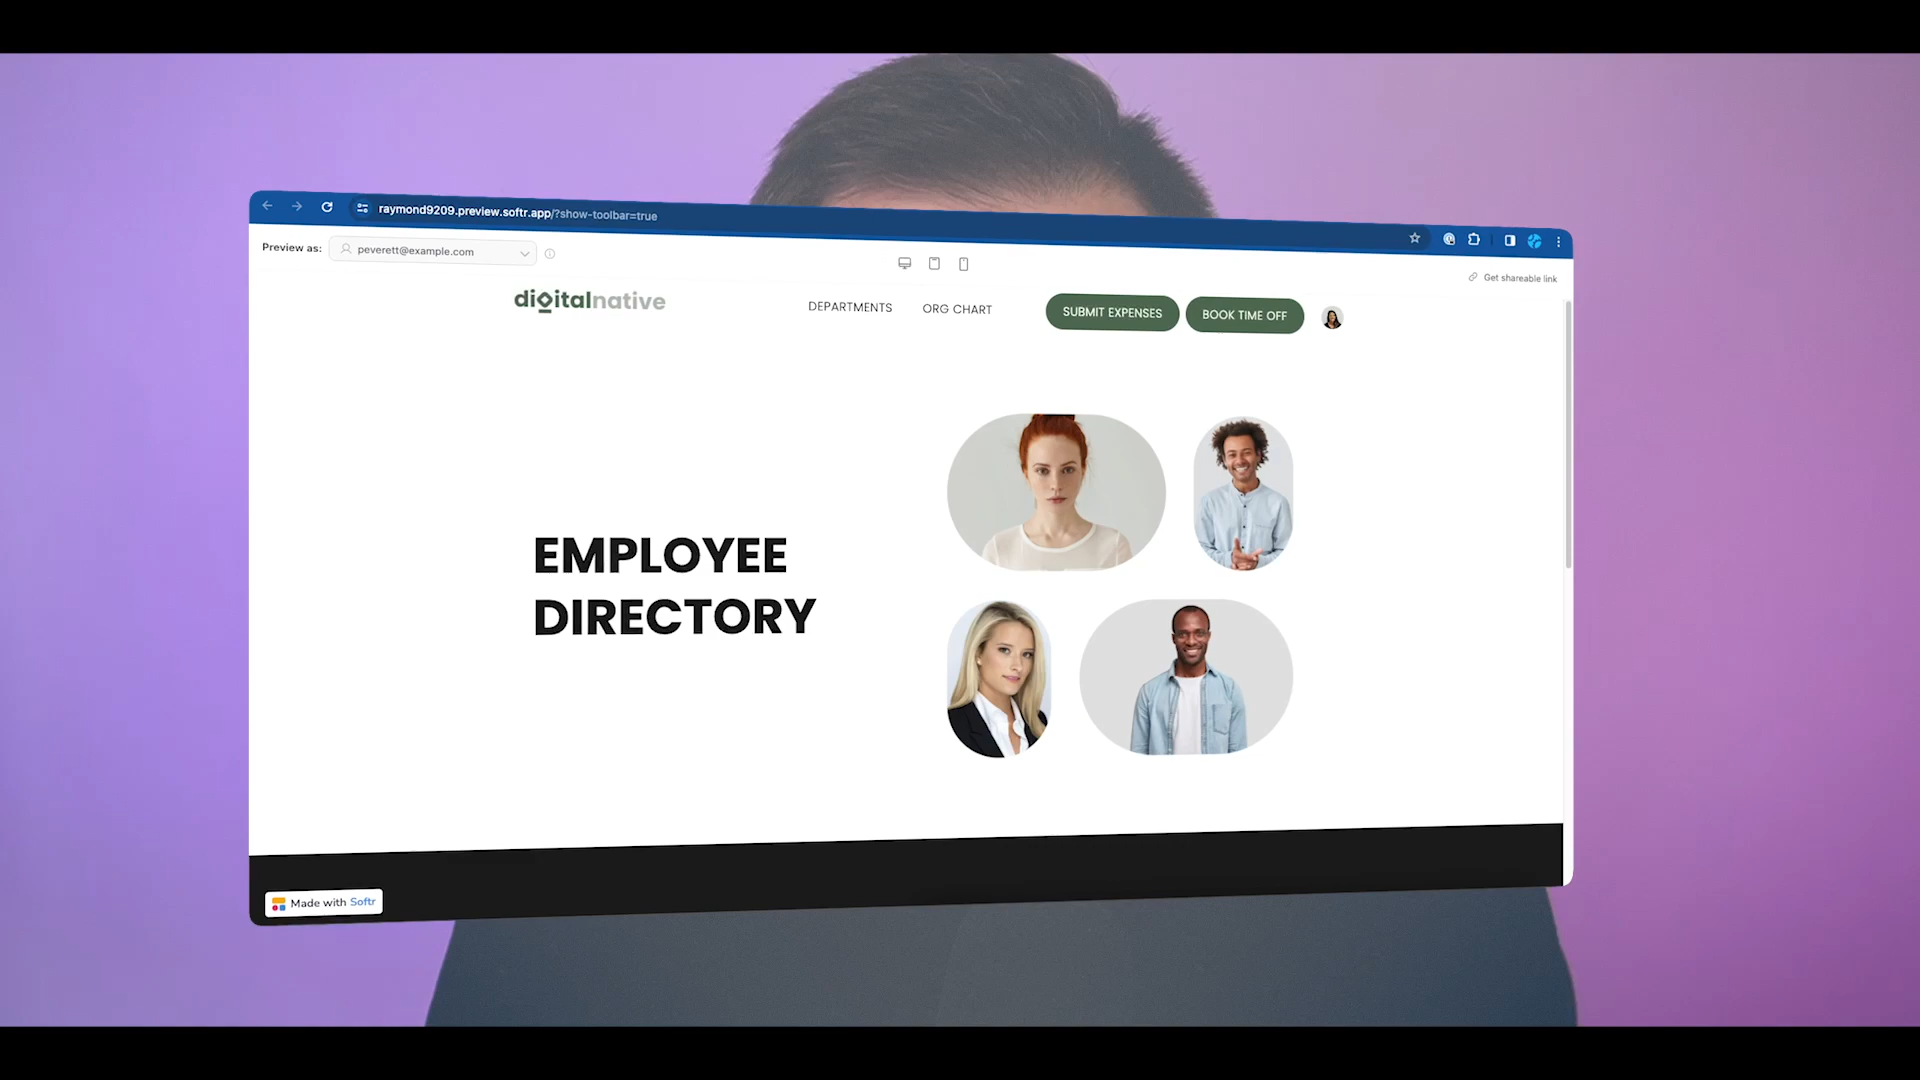 raymond9209.preview.softr.app/?show-toolbar=true
Preview as:
peverett@example.com
Get shareable link
digitalnative
DEPARTMENTS
ORG CHART
SUBMIT EXPENSES
BOOK TIME OFF
EMPLOYEE
DIRECTORY
Made with Softr